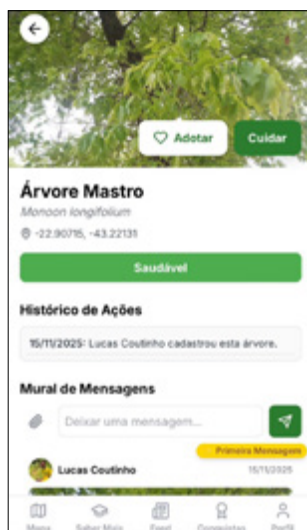 Adotar
Cuidar
Árvore Mastro
Monoon longifolium
-22.90715, -43.22131
Saudável
Histórico de Ações
15/11/2025: Lucas Coutinho cadastrou esta árvore.
Mural de Mensagens
Deixar uma mensagem...
Primeira Mensagem
Lucas Coutinho
15/11/2025
Mapa
Saber Mais
Feed
Conquistas
Perfil